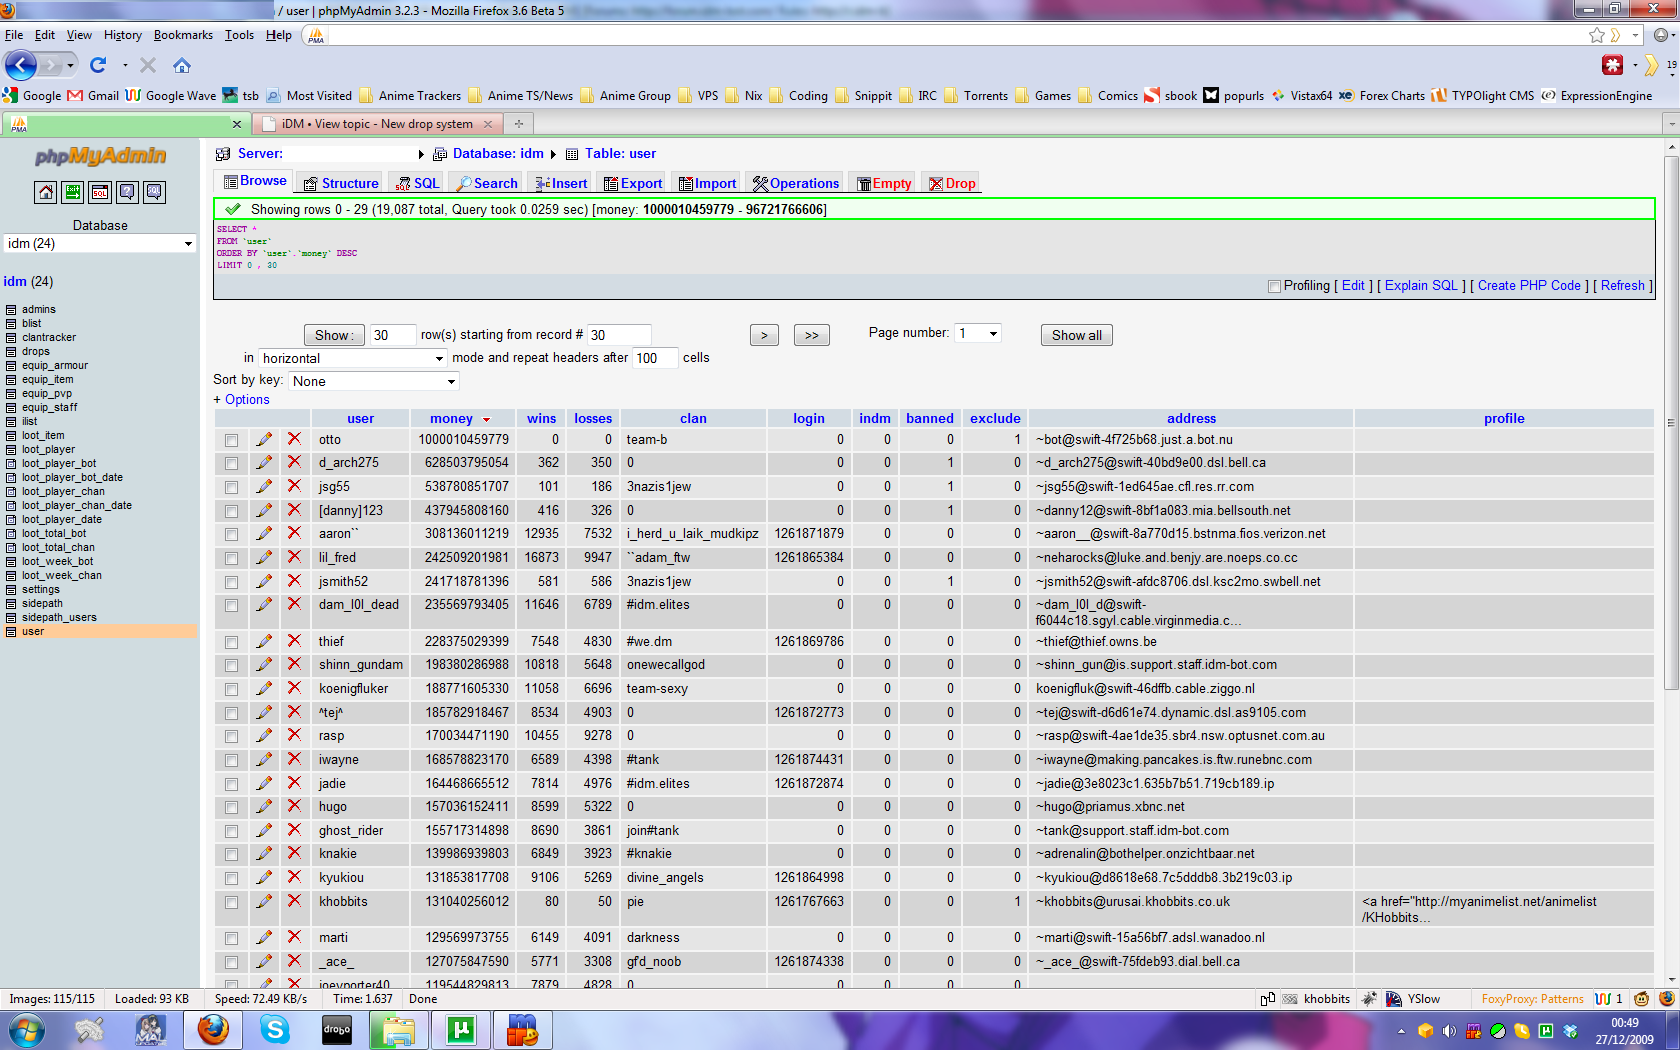 / user | phpMyAdmin 3.2.3 - Mozilla Firefox 3.6 Beta 5
File Edit View History Bookmarks Tools Help
PMA
19
Google Gmail Google Wave tsb Most Visited Anime Trackers Anime TS/News Anime Group VPS Nix Coding Snippit IRC Torrents Games Comics sbook popurls Vistax64 Forex Charts TYPOlight CMS ExpressionEngine
PMA iDM • View topic - New drop system
phpMyAdmin
Database
idm (24)
idm (24)
admins
blist
clantracker
drops
equip_armour
equip_item
equip_pvp
equip_staff
ilist
loot_item
loot_player
loot_player_bot
loot_player_bot_date
loot_player_chan
loot_player_chan_date
loot_player_date
loot_total_bot
loot_total_chan
loot_week_bot
loot_week_chan
settings
sidepath
sidepath_users
user
Server: Database: idm Table: user
Browse Structure SQL Search Insert Export Import Operations Empty Drop
Showing rows 0 - 29 (19,087 total, Query took 0.0259 sec) [money: 1000010459779 - 96721766606]
SELECT *
FROM `user`
ORDER BY `user`.`money` DESC
LIMIT 0 , 30
Profiling [ Edit ] [ Explain SQL ] [ Create PHP Code ] [ Refresh ]
Show : 30 row(s) starting from record # 30 > >> Page number: 1 Show all
in horizontal mode and repeat headers after 100 cells
Sort by key: None
+ Options
user money wins losses clan login indm banned exclude address profile
otto 1000010459779 0 0 team-b 0 0 0 1 ~bot@swift-4f725b68.just.a.bot.nu
d_arch275 628503795054 362 350 0 0 0 1 0 ~d_arch275@swift-40bd9e00.dsl.bell.ca
jsg55 538780851707 101 186 3nazis1jew 0 0 1 0 ~jsg55@swift-1ed645ae.cfl.res.rr.com
[danny]123 437945808160 416 326 0 0 0 1 0 ~danny12@swift-8bf1a083.mia.bellsouth.net
aaron`` 308136011219 12935 7532 i_herd_u_laik_mudkipz 1261871879 0 0 0 ~aaron__@swift-8a770d15.bstnma.fios.verizon.net
lil_fred 242509201981 16873 9947 ``adam_ftw 1261865384 0 0 0 ~neharocks@luke.and.benjy.are.noeps.co.cc
jsmith52 241718781396 581 586 3nazis1jew 0 0 1 0 ~jsmith52@swift-afdc8706.dsl.ksc2mo.swbell.net
dam_l0l_dead 235569793405 11646 6789 #idm.elites 0 0 0 0 ~dam_l0l_d@swift-
f6044c18.sgyl.cable.virginmedia.c...
thief 228375029399 7548 4830 #we.dm 1261869786 0 0 0 ~thief@thief.owns.be
shinn_gundam 198380286988 10818 5648 onewecallgod 0 0 0 0 ~shinn_gun@is.support.staff.idm-bot.com
koenigfluker 188771605330 11058 6696 team-sexy 0 0 0 0 koenigfluk@swift-46dffb.cable.ziggo.nl
^tej^ 185782918467 8534 4903 0 1261872773 0 0 0 ~tej@swift-d6d61e74.dynamic.dsl.as9105.com
rasp 170034471190 10455 9278 0 0 0 0 0 ~rasp@swift-4ae1de35.sbr4.nsw.optusnet.com.au
iwayne 168578823170 6589 4398 #tank 1261874431 0 0 0 ~iwayne@making.pancakes.is.ftw.runebnc.com
jadie 164468665512 7814 4976 #idm.elites 1261872874 0 0 0 ~jadie@3e8023c1.635b7b51.719cb189.ip
hugo 157036152411 8599 5322 0 0 0 0 0 ~hugo@priamus.xbnc.net
ghost_rider 155717314898 8690 3861 join#tank 0 0 0 0 ~tank@support.staff.idm-bot.com
knakie 139986939803 6849 3923 #knakie 0 0 0 0 ~adrenalin@bothelper.onzichtbaar.net
kyukiou 131853817708 9106 5269 divine_angels 1261864998 0 0 0 ~kyukiou@d8618e68.7c5dddb8.3b219c03.ip
khobbits 131040256012 80 50 pie 1261767663 0 0 1 ~khobbits@urusai.khobbits.co.uk <a href="http://myanimelist.net/animelist
/KHobbits...
marti 129569973755 6149 4091 darkness 0 0 0 0 ~marti@swift-15a56bf7.adsl.wanadoo.nl
_ace_ 127075847590 5771 3308 gfd_noob 1261874338 0 0 0 ~_ace_@swift-75fdeb93.dial.bell.ca
joeyporter40 119544829813 7879 4828 0 0 0 0 0
Images: 115/115 Loaded: 93 KB Speed: 72.49 KB/s Time: 1.637 Done khobbits YSlow FoxyProxy: Patterns 1
MAL drobo
00:49
27/12/2009